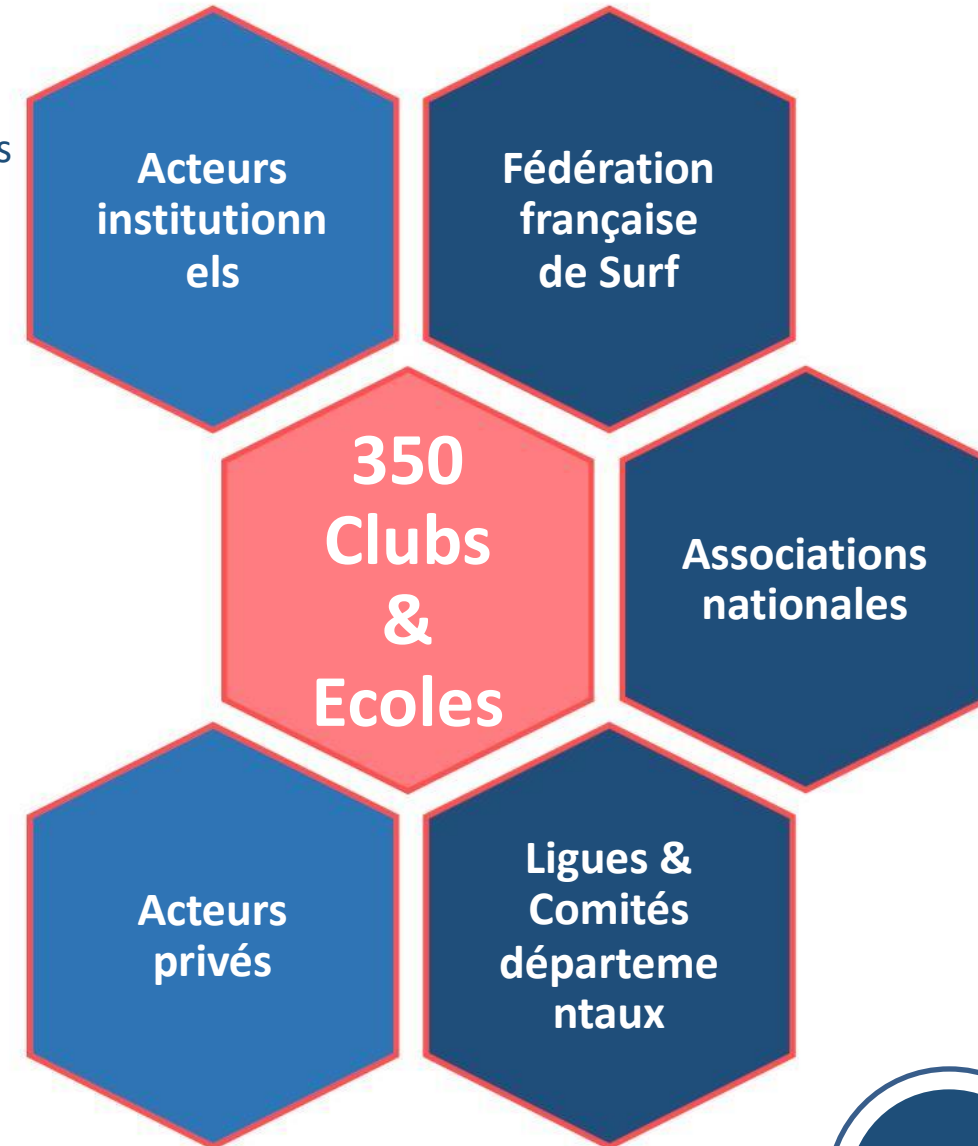 s
Acteurs
institutionn
els
Fédération
française
de Surf
350
Clubs
&
Ecoles
Associations
nationales
Acteurs
privés
Ligues &
Comités
départeme
ntaux